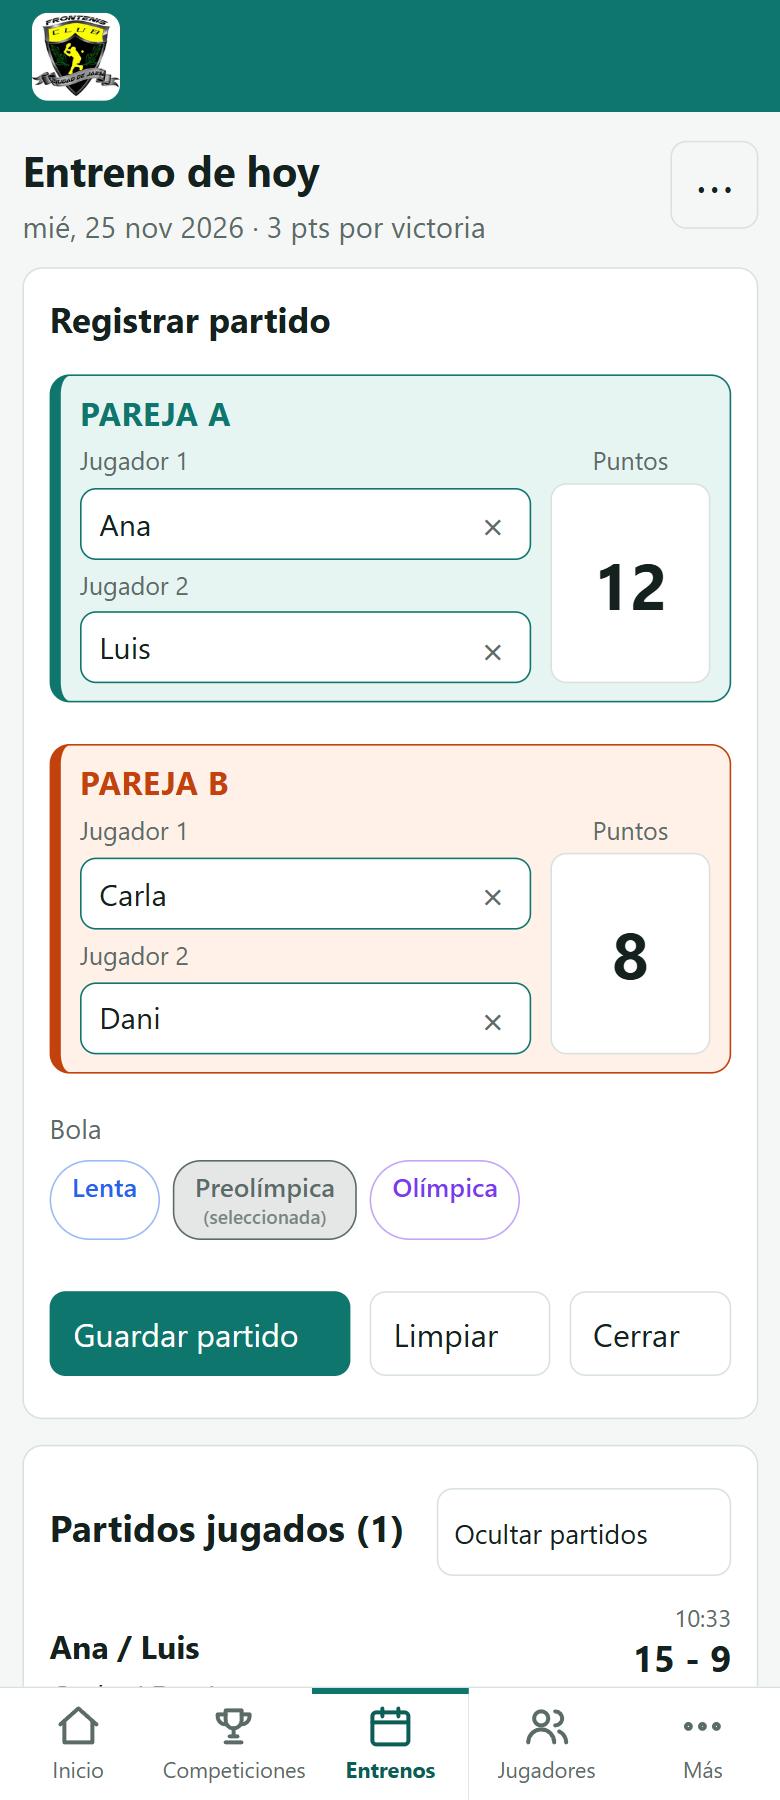 FRONTENIS
CLUB
CIUDAD DE JAEN
Entreno de hoy
...
mié, 25 nov 2026 · 3 pts por victoria
Registrar partido
PAREJA A
Jugador 1
Puntos
Ana ×
12
Jugador 2
Luis ×
PAREJA B
Jugador 1
Puntos
Carla ×
8
Jugador 2
Dani ×
Bola
Lenta
Preolímpica
(seleccionada)
Olímpica
Guardar partido
Limpiar
Cerrar
Partidos jugados (1)
Ocultar partidos
10:33
Ana / Luis
15 - 9
Inicio
Competiciones
Entrenos
Jugadores
Más